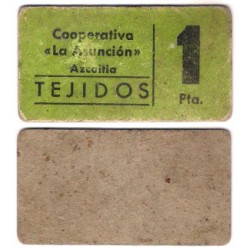 Cooperativa
«La Asunción»
Azcoitia
TEJIDOS
1
Pta.